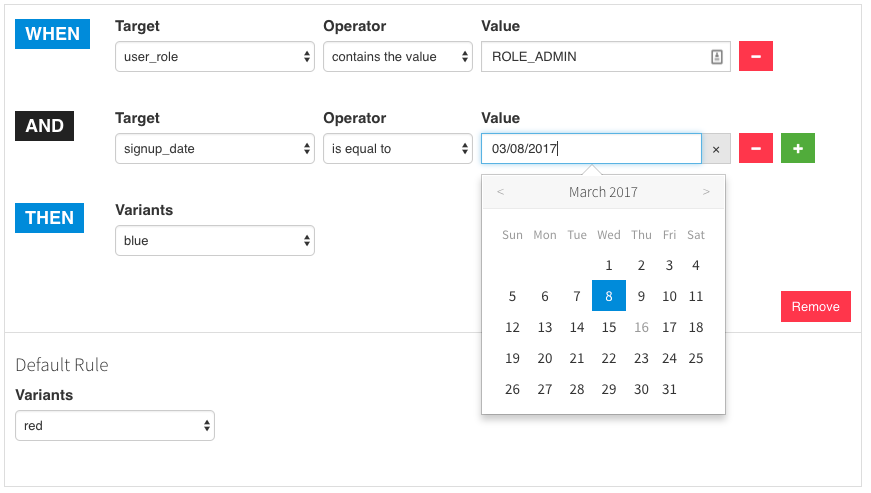 WHEN
Target Operator Value
user_role contains the value ROLE_ADMIN −
AND
Target Operator Value
signup_date is equal to 03/08/2017 × − +
< March 2017 >
Sun Mon Tue Wed Thu Fri Sat
1 2 3 4
5 6 7 8 9 10 11
12 13 14 15 16 17 18
19 20 21 22 23 24 25
26 27 28 29 30 31
THEN
Variants
blue
Remove
Default Rule
Variants
red